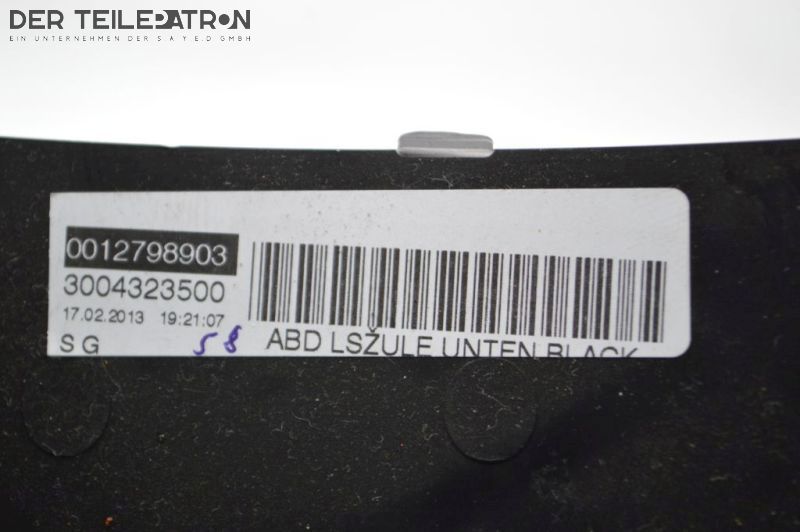 DER TEILEPATRON
EIN UNTERNEHMEN DER S A Y E.D GMBH
0012798903
3004323500
17.02.2013 19:21:07
S G 58
ABD LSŽULE UNTEN BLACK